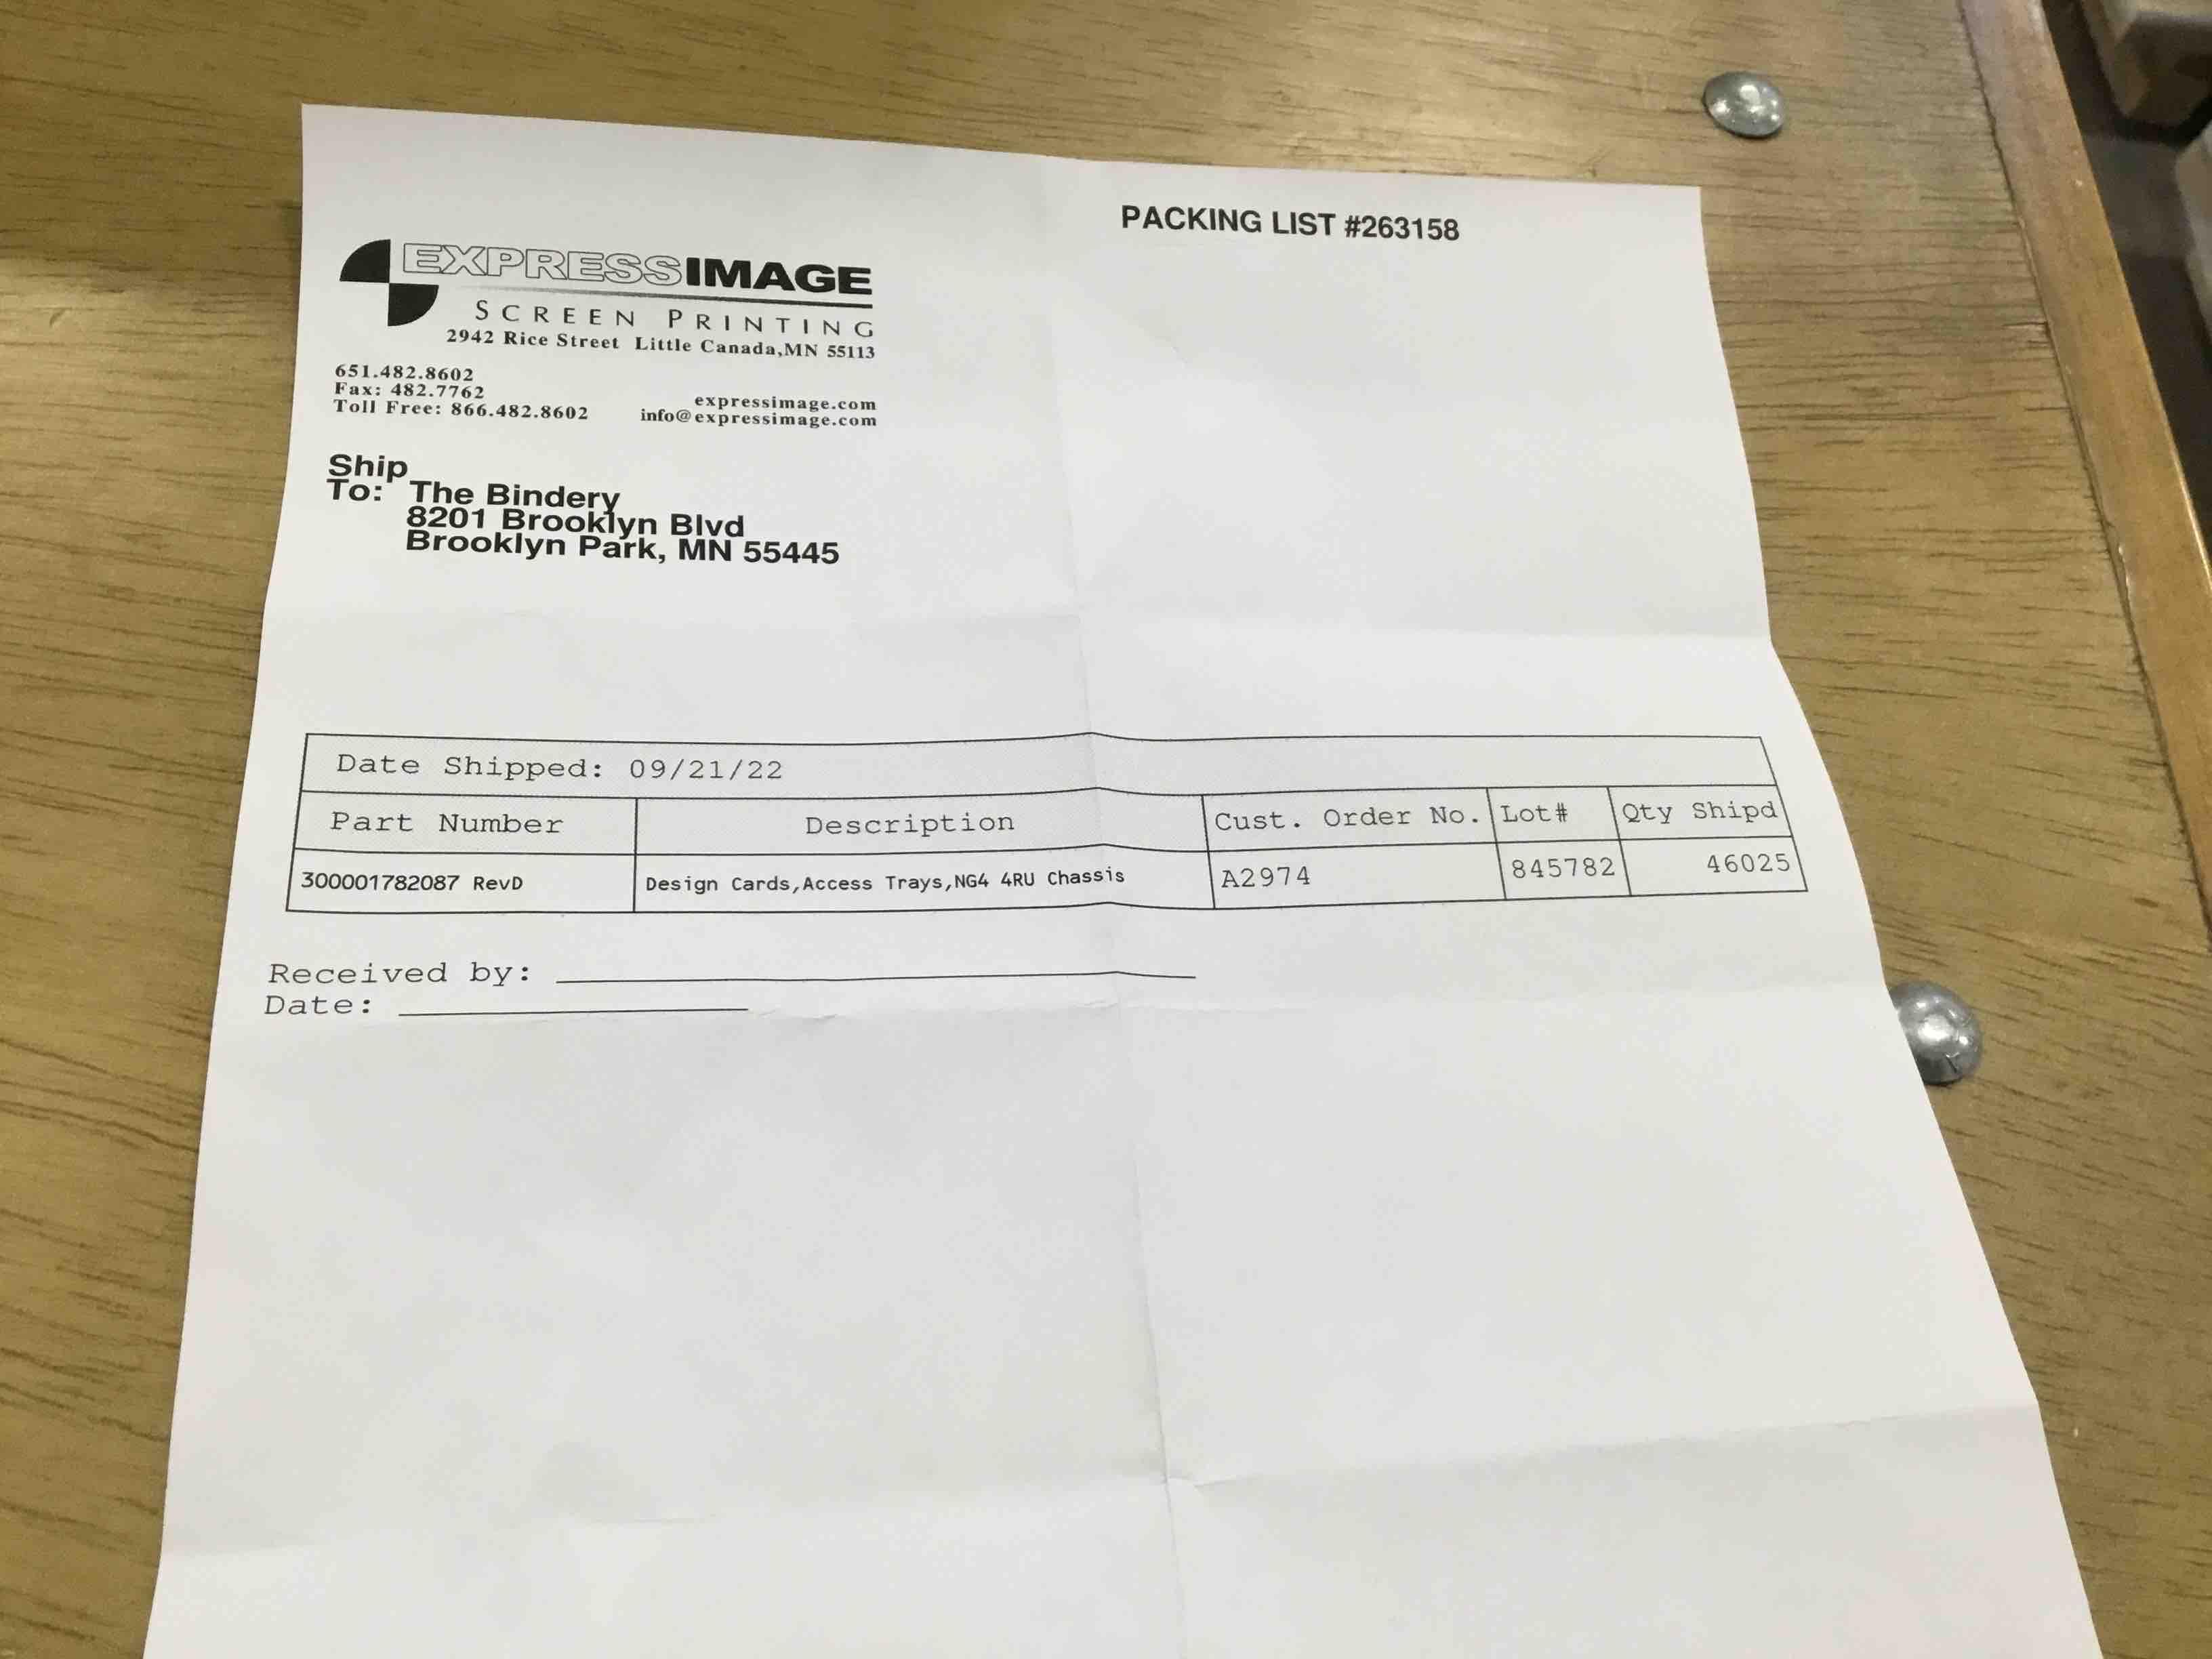 PACKING LIST #263158
EXPRESSIMAGE
SCREEN PRINTING
2942 Rice Street Little Canada,MN 55113
651.482.8602
Fax: 482.7762
Toll Free: 866.482.8602
expressimage.com
info@expressimage.com
Ship
To: The Bindery
8201 Brooklyn Blvd
Brooklyn Park, MN 55445
Date Shipped: 09/21/22
Part Number Description Cust. Order No. Lot# Qty Shipd
300001782087 RevD Design Cards,Access Trays,NG4 4RU Chassis A2974 845782 46025
Received by:
Date: